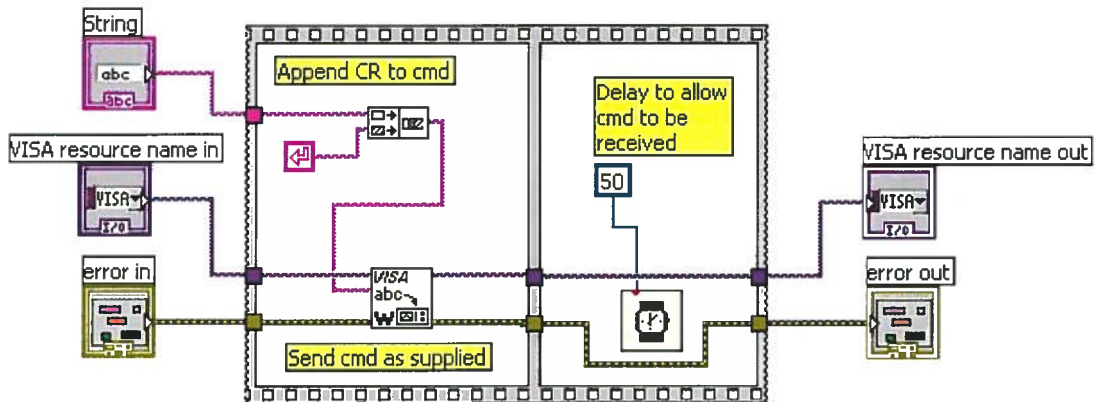 String
abc
abc
Append CR to cmd
Delay to allow
cmd to be
received
VISA resource name in
VISA
I/O
50
VISA resource name out
VISA
I/O
error in
VISA
abc
W
error out
Send cmd as supplied